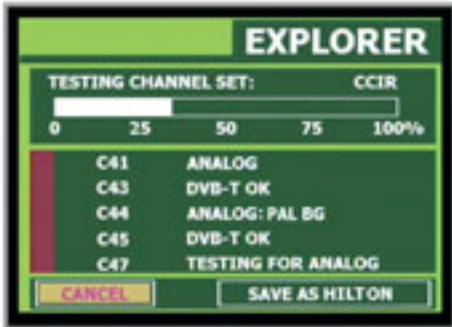 EXPLORER
TESTING CHANNEL SET: CCIR
0 25 50 75 100%
C41 ANALOG
C43 DVB-T OK
C44 ANALOG: PAL BG
C45 DVB-T OK
C47 TESTING FOR ANALOG
CANCEL SAVE AS HILTON